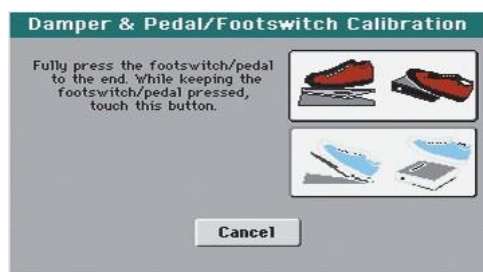 Damper & Pedal/Footswitch Calibration
Fully press the footswitch/pedal
to the end. While keeping the
footswitch/pedal pressed,
touch this button.
Cancel